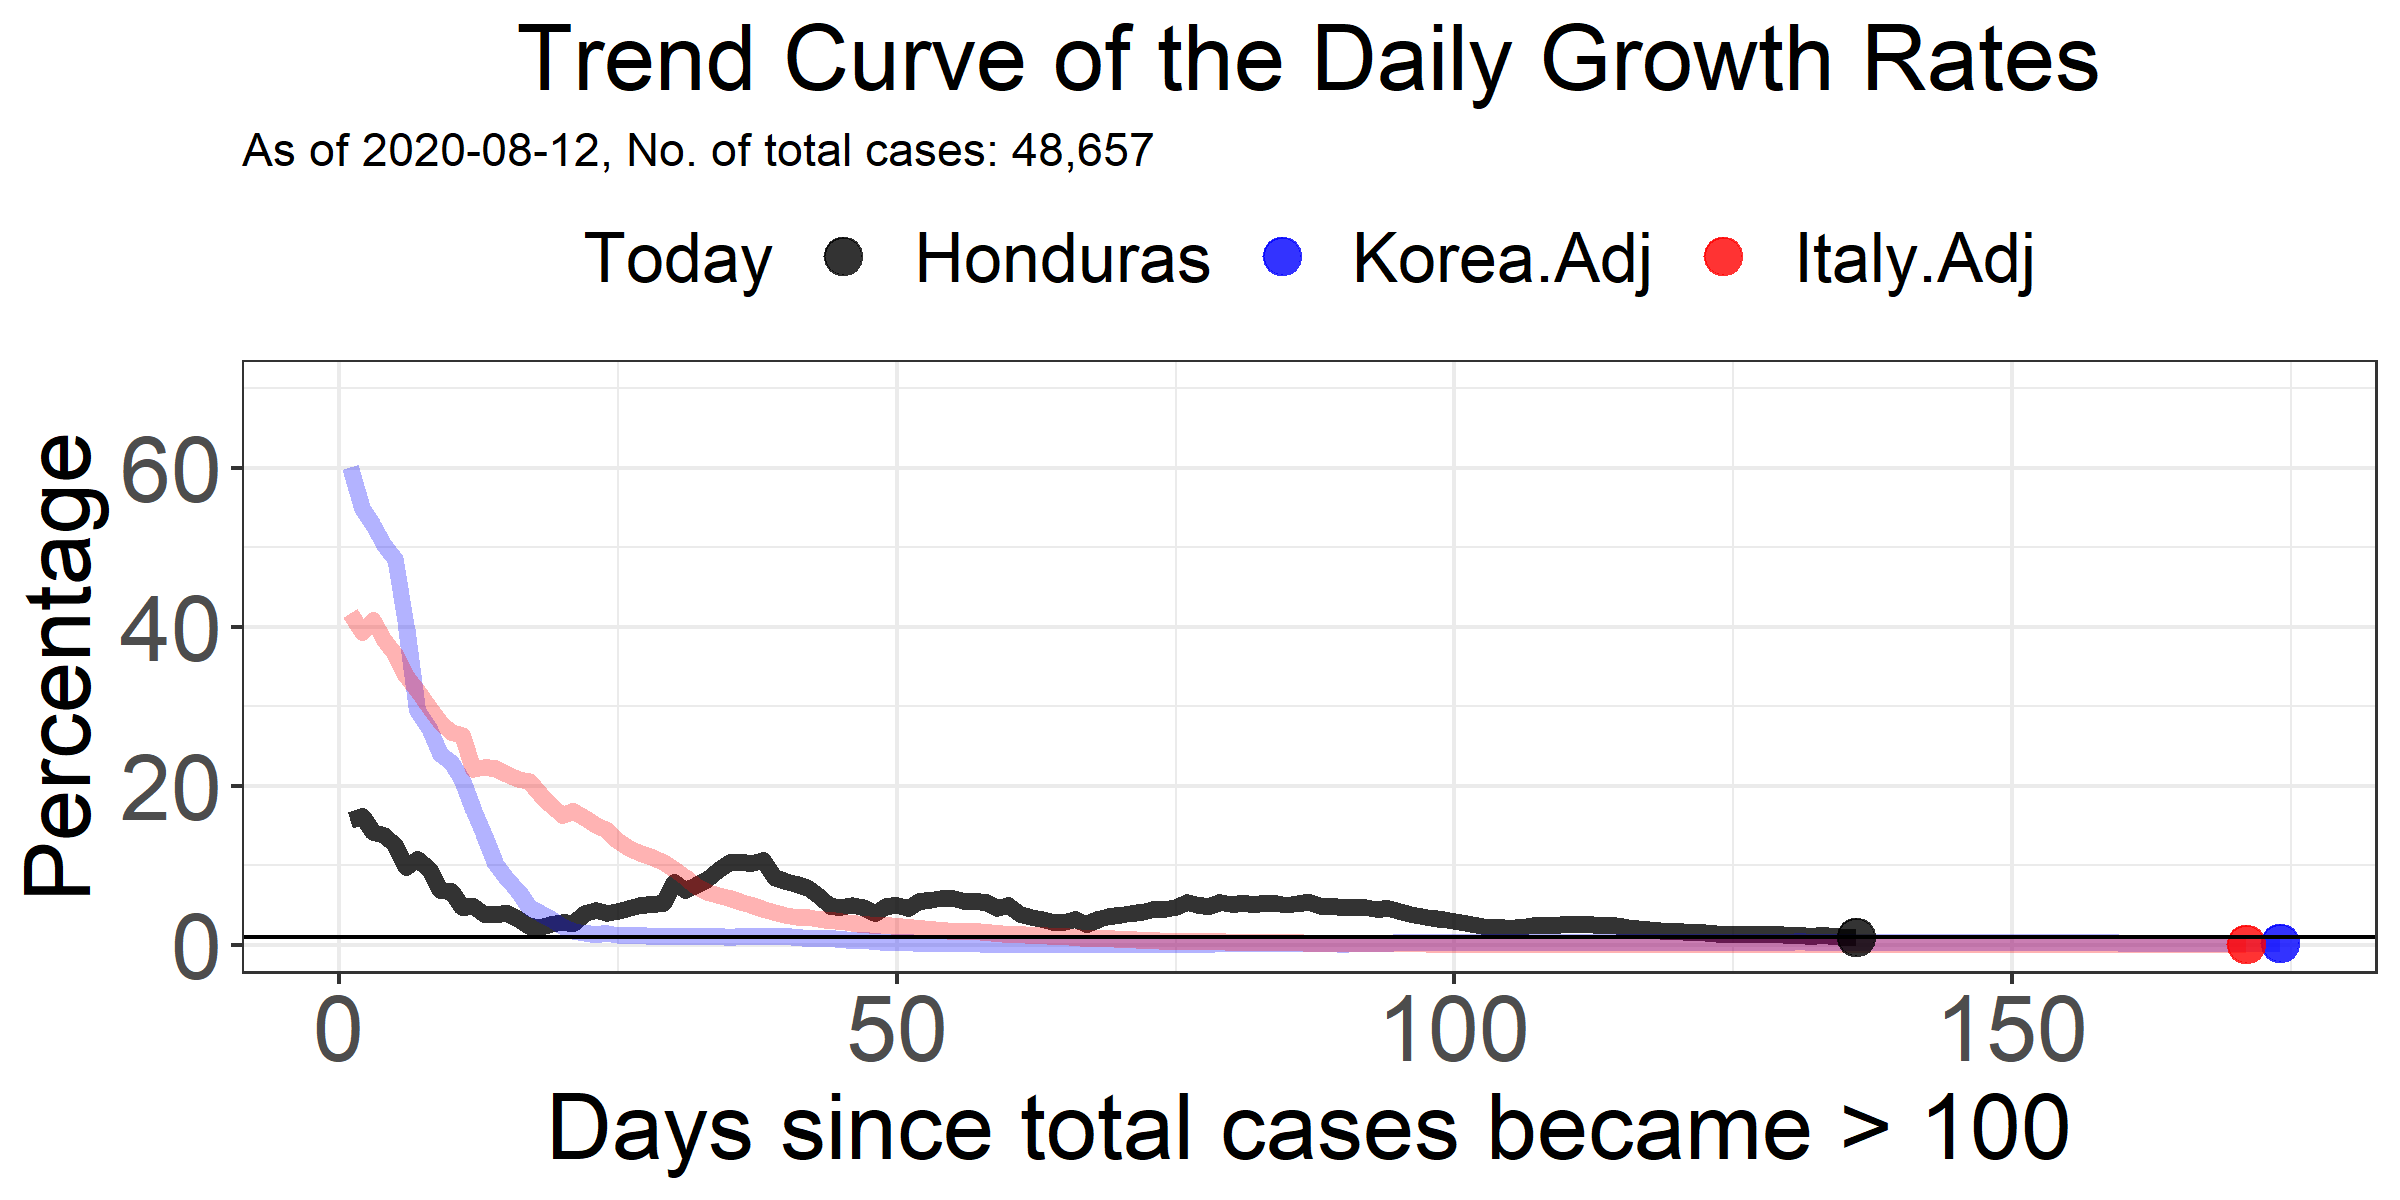 Trend Curve of the Daily Growth Rates
As of 2020-08-12, No. of total cases: 48,657
Today Honduras Korea.Adj Italy.Adj
Percentage
60
40
20
0
0 50 100 150
Days since total cases became > 100